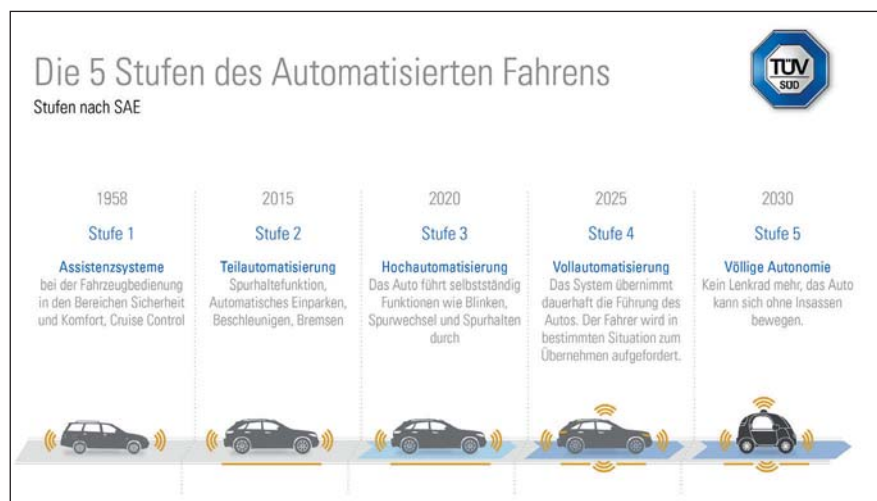 Die 5 Stufen des Automatisierten Fahrens
Stufen nach SAE
TÜV
SÜD
1958
Stufe 1
Assistenzsysteme
bei der Fahrzeugbedienung
in den Bereichen Sicherheit
und Komfort, Cruise Control
2015
Stufe 2
Teilautomatisierung
Spurhaltefunktion,
Automatisches Einparken,
Beschleunigen, Bremsen
2020
Stufe 3
Hochautomatisierung
Das Auto führt selbstständig
Funktionen wie Blinken,
Spurwechsel und Spurhalten
durch
2025
Stufe 4
Vollautomatisierung
Das System übernimmt
dauerhaft die Führung des
Autos. Der Fahrer wird in
bestimmten Situation zum
Übernehmen aufgefordert.
2030
Stufe 5
Völlige Autonomie
Kein Lenkrad mehr, das Auto
kann sich ohne Insassen
bewegen.